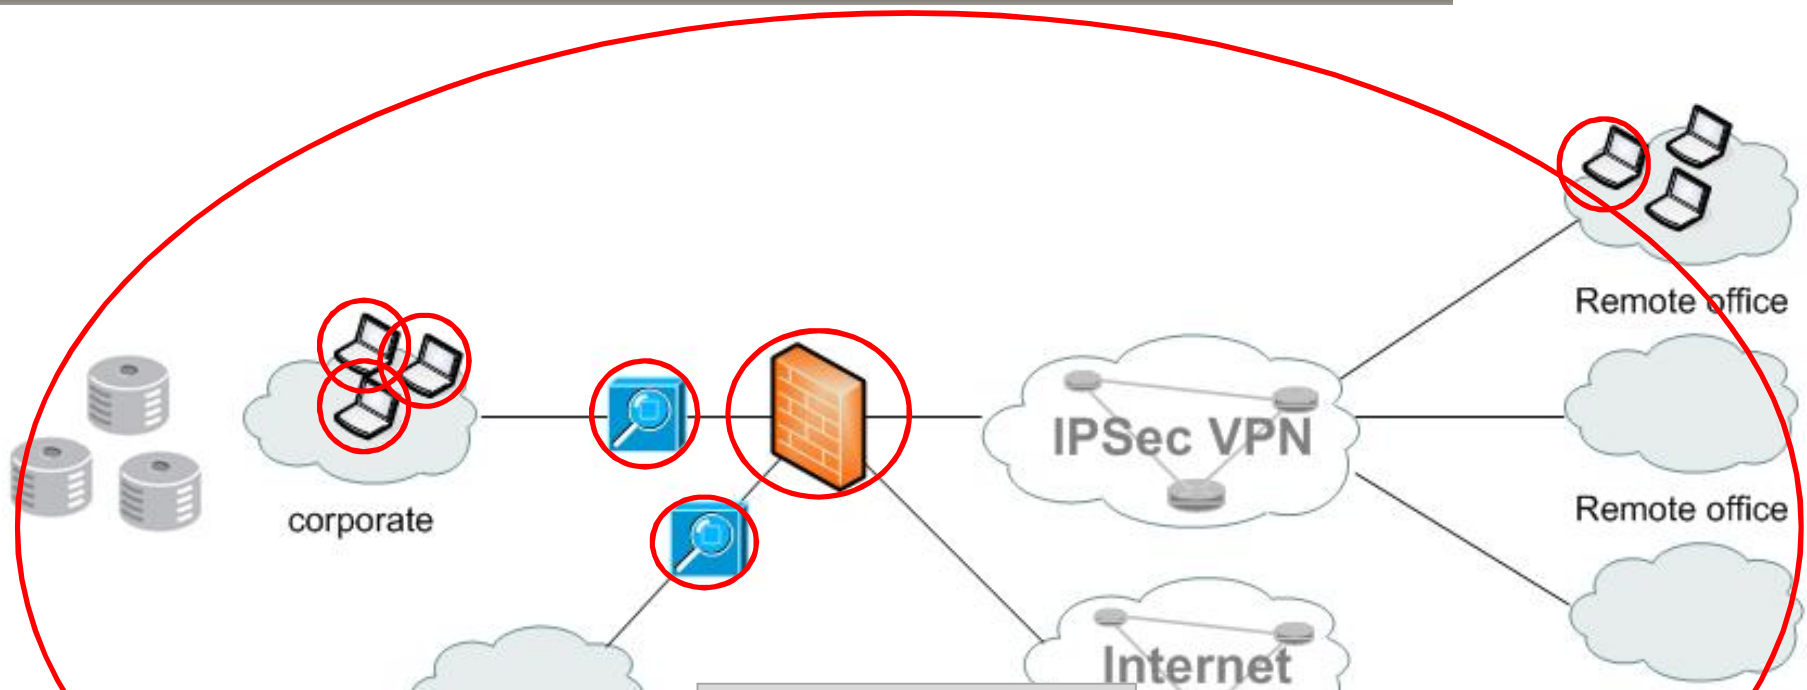 Remote office
IPSec VPN
corporate
Remote office
Internet